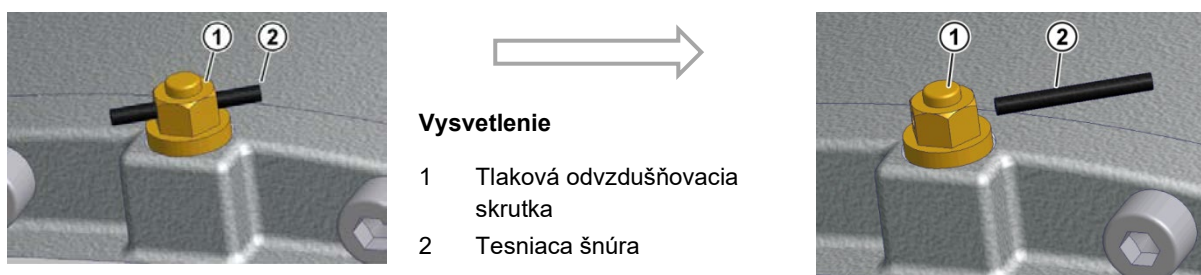 1 2
Vysvetlenie
1 Tlaková odvzdušňovacia
skrutka
2 Tesniaca šnúra
1 2